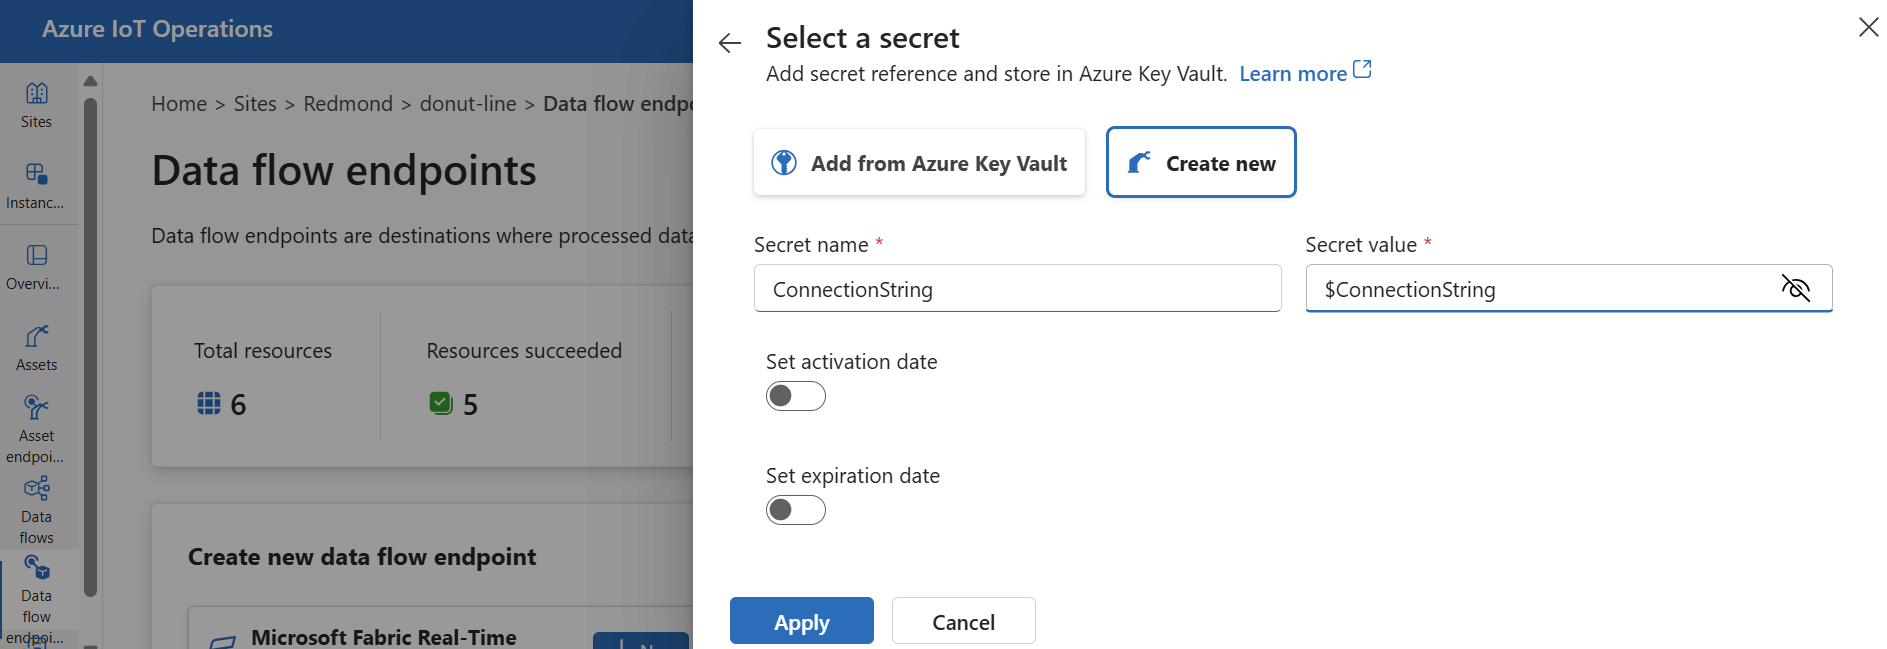 Azure IoT Operations
Sites
Instanc...
Overvi...
Assets
Asset
endpoi...
Data
flows
Data
flow
endpoi...
Home > Sites > Redmond > donut-line > Data flow endp
Data flow endpoints
Data flow endpoints are destinations where processed data
Total resources
6
Resources succeeded
5
Create new data flow endpoint
Microsoft Fabric Real-Time
Select a secret
Add secret reference and store in Azure Key Vault. Learn more
Add from Azure Key Vault
Create new
Secret name *
ConnectionString
Secret value *
$ConnectionString
Set activation date
Set expiration date
Apply
Cancel